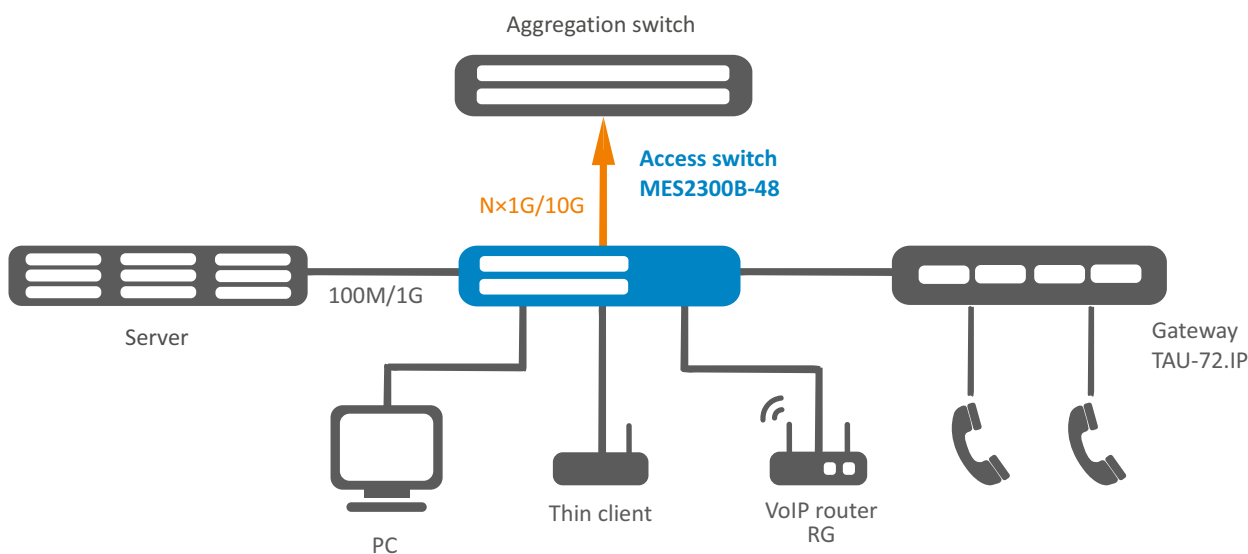 Aggregation switch
Access switch
MES2300B-48
N×1G/10G
100M/1G
Server
Gateway
TAU-72.IP
PC
Thin client
VoIP router
RG